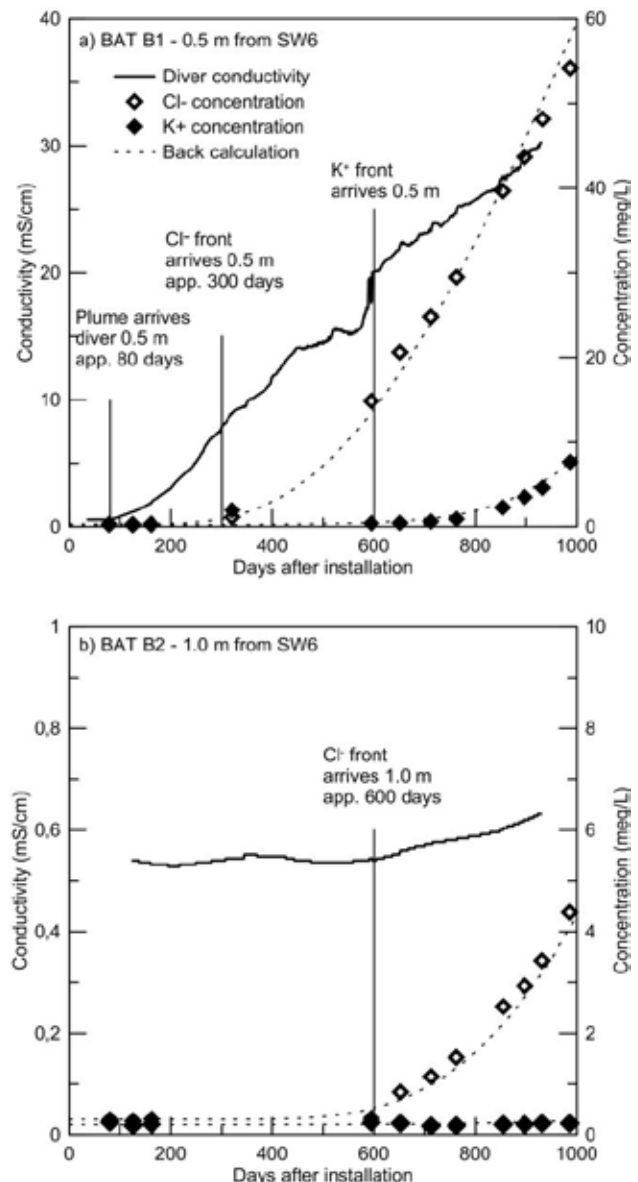 a) BAT B1 - 0.5 m from SW6
Diver conductivity
Cl- concentration
K+ concentration
Back calculation
K⁺ front
arrives 0.5 m
Cl⁻ front
arrives 0.5 m
app. 300 days
Plume arrives
diver 0.5 m
app. 80 days
40
30
20
10
0
Conductivity (mS/cm)
60
40
20
0
Concentration (meq/L)
0 200 400 600 800 1000
Days after installation
b) BAT B2 - 1.0 m from SW6
Cl⁻ front
arrives 1.0 m
app. 600 days
1
0,8
0,6
0,4
0,2
0
Conductivity (mS/cm)
10
8
6
4
2
0
Concentration (meq/L)
0 200 400 600 800 1000
Days after installation